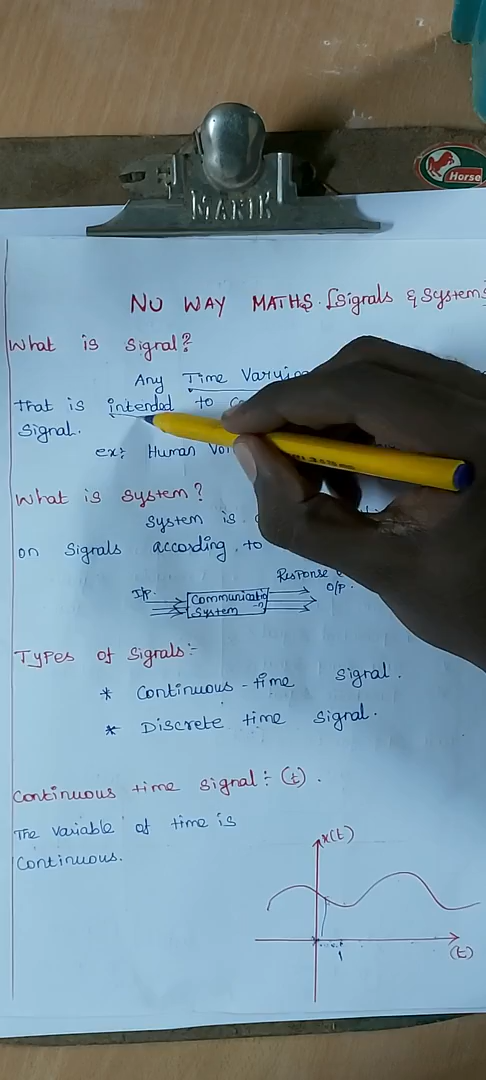 Horse
MANIK
NU WAY MATHS. [Signals & Systems
What is signal?
Any Time Varying
that is intended to
Signal.
ex: Human
What is system?
System is
on signals according to
I/P.
Response
O/P.
Communication
System
Types of signals:-
* Continuous-time signal.
* Discrete time signal.
Continuous time signal:- (t).
The variable of time is
Continuous.
x(t)
1
(t)